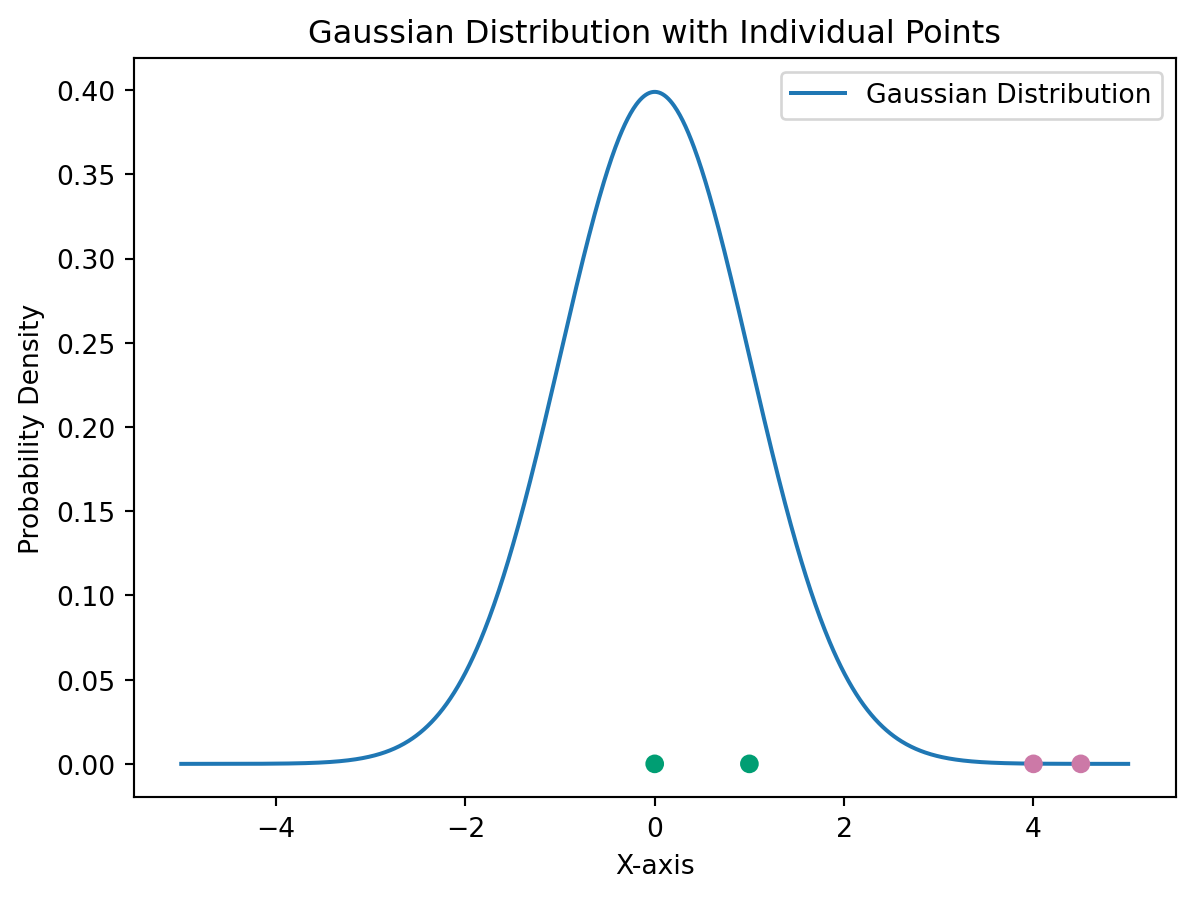 Gaussian Distribution with Individual Points
Gaussian Distribution
0.40
0.35
0.30
0.25
0.20
0.15
0.10
0.05
0.00
Probability Density
−4 −2 0 2 4
X-axis